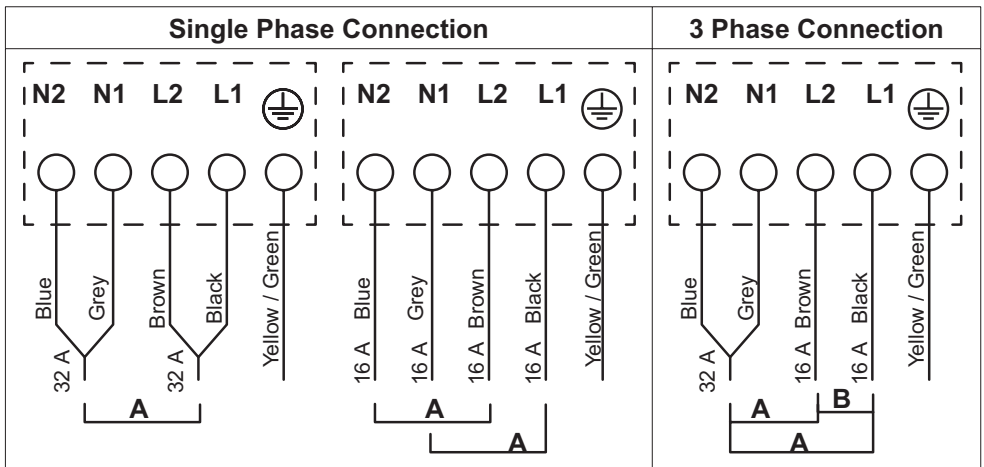 Single Phase Connection
3 Phase Connection
N2 N1 L2 L1
Blue
Grey
Brown
Black
Yellow / Green
32 A
32 A
A
N2 N1 L2 L1
16 A Blue
16 A Grey
16 A Brown
16 A Black
Yellow / Green
A
A
N2 N1 L2 L1
Blue
Grey
16 A Brown
16 A Black
Yellow / Green
32 A
A
B
A